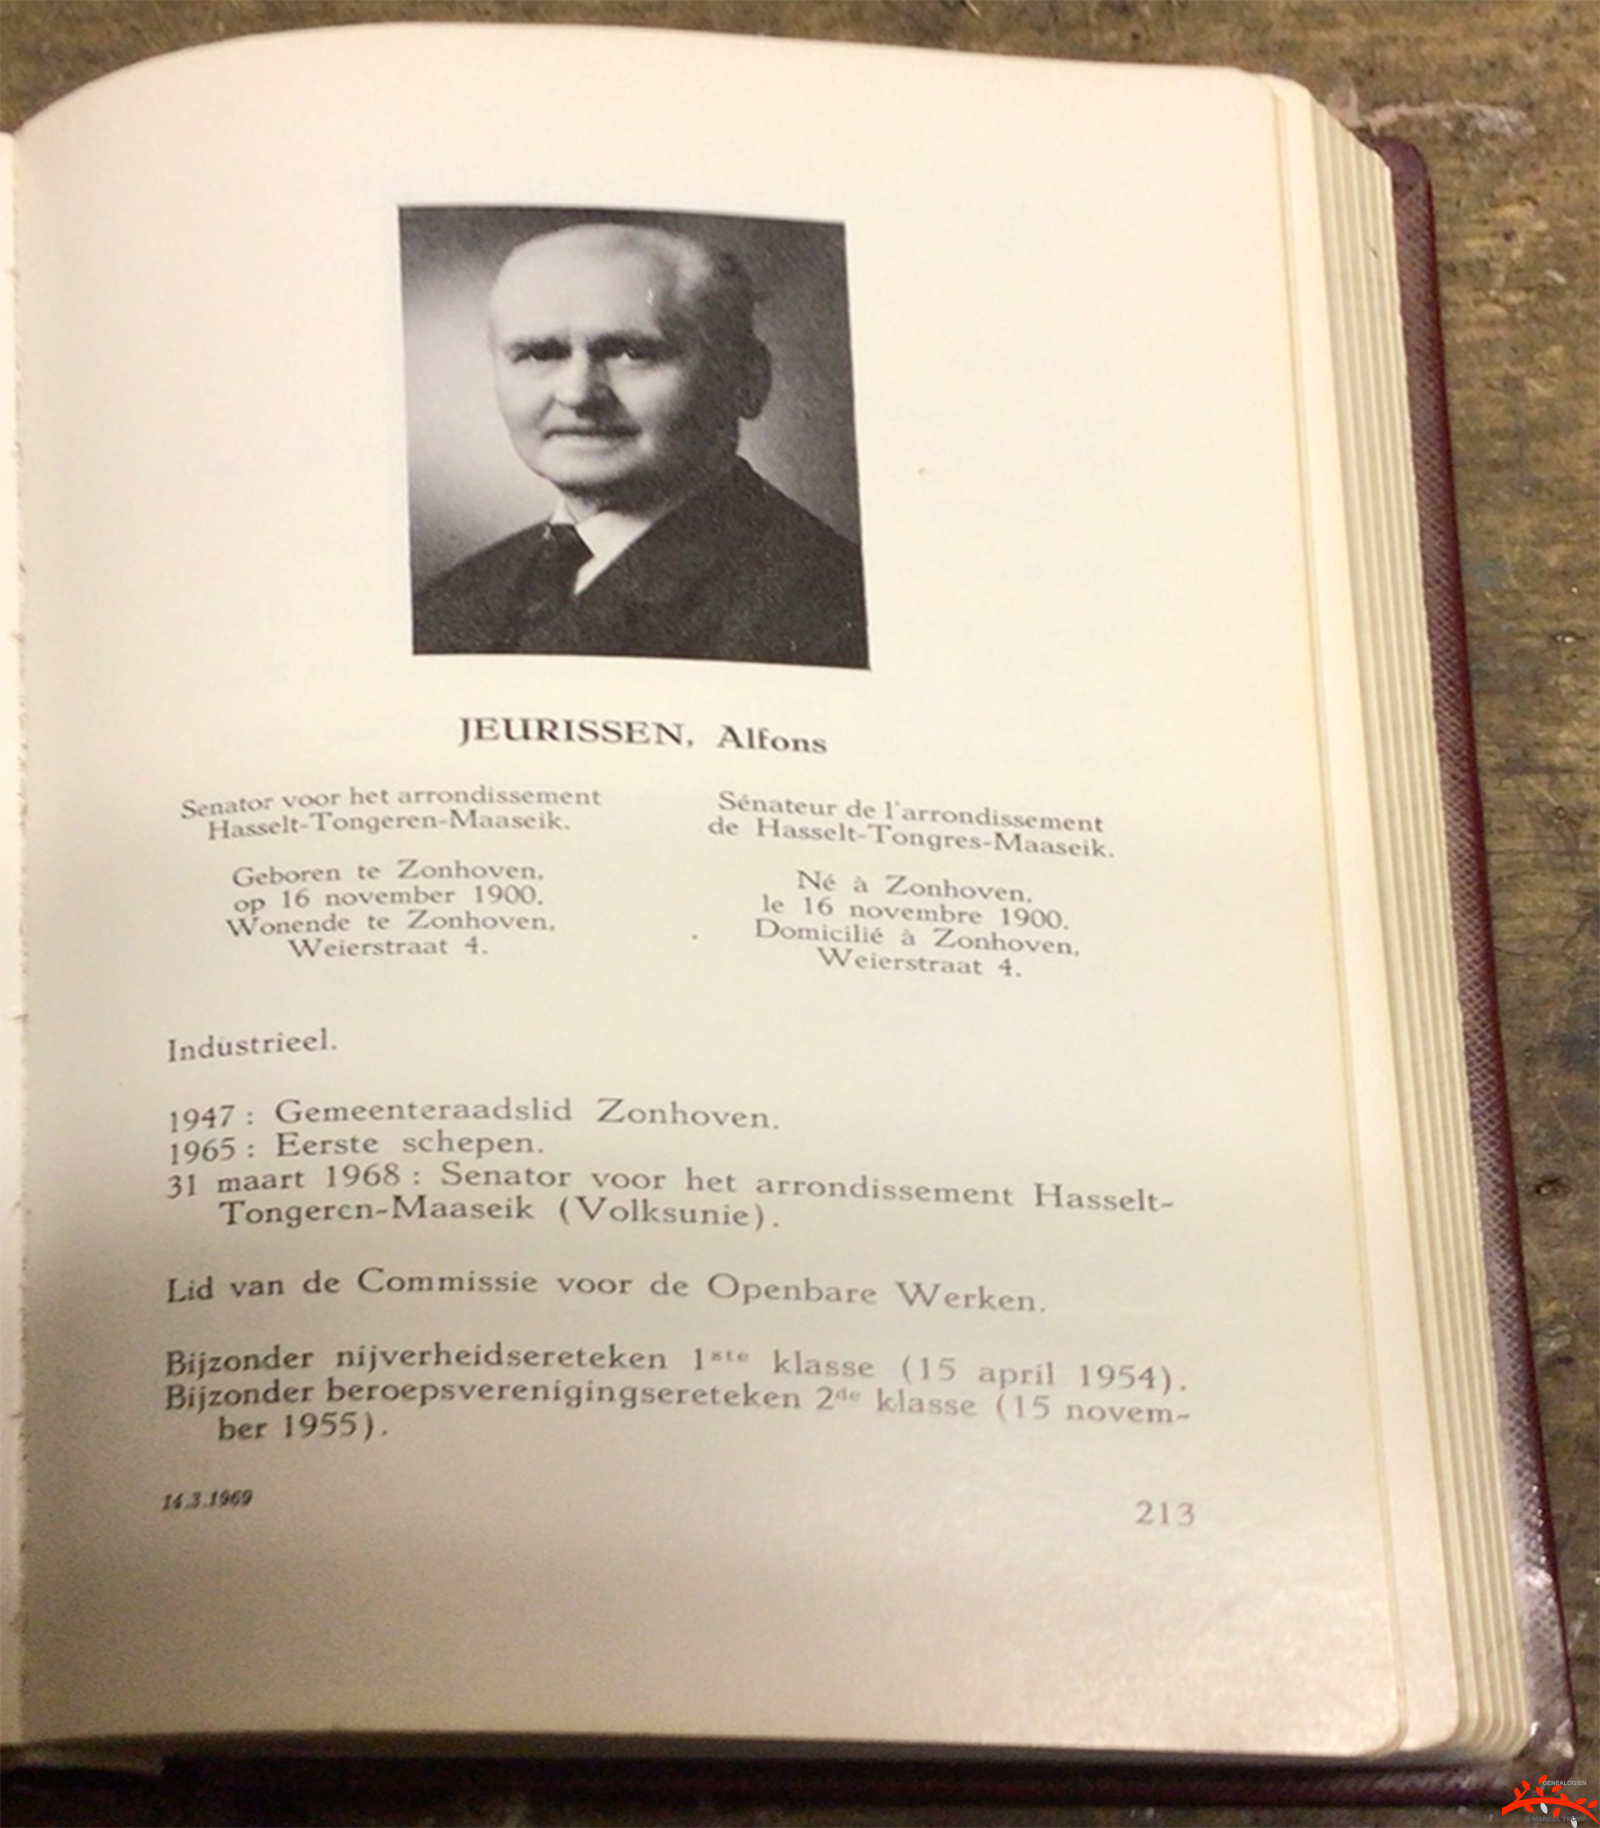 JEURISSEN, Alfons
Senator voor het arrondissement
Hasselt-Tongeren-Maaseik.
Geboren te Zonhoven,
op 16 november 1900.
Wonende te Zonhoven,
Weierstraat 4.
Sénateur de l'arrondissement
de Hasselt-Tongres-Maaseik.
Né à Zonhoven,
le 16 novembre 1900.
Domicilié à Zonhoven,
Weierstraat 4.
Industrieel.
1947 : Gemeenteraadslid Zonhoven.
1965 : Eerste schepen.
31 maart 1968 : Senator voor het arrondissement Hasselt-
Tongeren-Maaseik (Volksunie).
Lid van de Commissie voor de Openbare Werken.
Bijzonder nijverheidsereteken 1ste klasse (15 april 1954).
Bijzonder beroepsverenigingsereteken 2de klasse (15 novem-
ber 1955).
14.3.1969
213
GENEALOGIEN